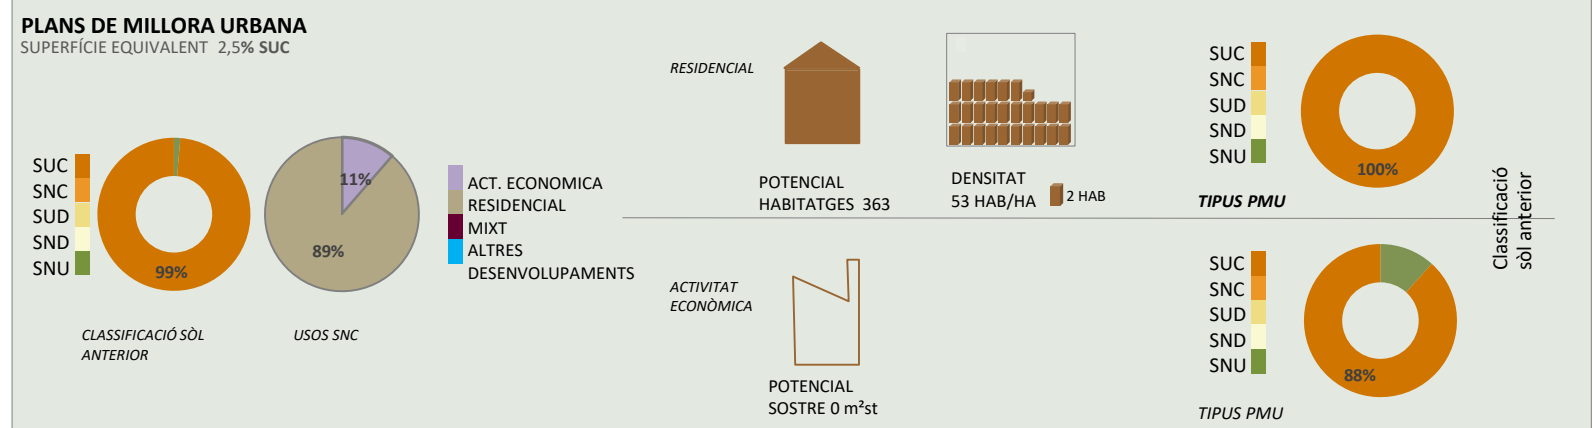 PLANS DE MILLORA URBANA
SUPERFÍCIE EQUIVALENT 2,5% SUC
SUC
SNC
SUD
SND
SNU
99%
CLASSIFICACIÓ SÒL
ANTERIOR
11%
89%
USOS SNC
ACT. ECONOMICA
RESIDENCIAL
MIXT
ALTRES
DESENVOLUPAMENTS
RESIDENCIAL
POTENCIAL
HABITATGES 363
DENSITAT
53 HAB/HA
2 HAB
SUC
SNC
SUD
SND
SNU
100%
TIPUS PMU
ACTIVITAT
ECONÒMICA
POTENCIAL
SOSTRE 0 m²st
SUC
SNC
SUD
SND
SNU
88%
TIPUS PMU
Classificació
sòl anterior